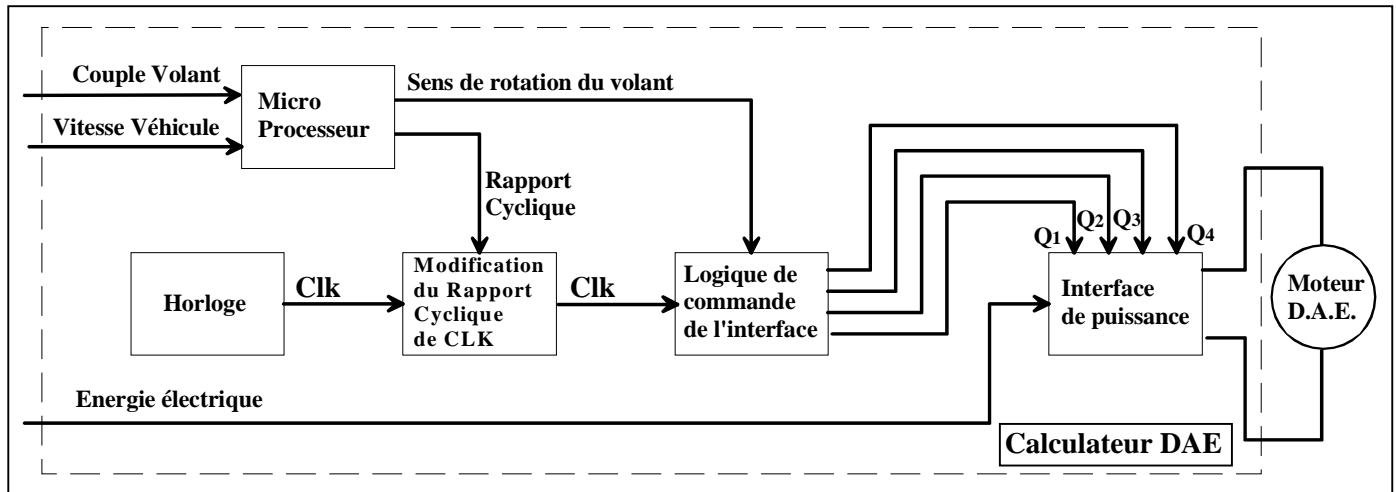 Couple Volant
Vitesse Véhicule
Micro
Processeur
Sens de rotation du volant
Rapport
Cyclique
Horloge
Clk
Modification
du Rapport
Cyclique
de CLK
Clk
Logique de
commande
de l'interface
Q1
Q2
Q3
Q4
Interface
de puissance
Moteur
D.A.E.
Energie électrique
Calculateur DAE